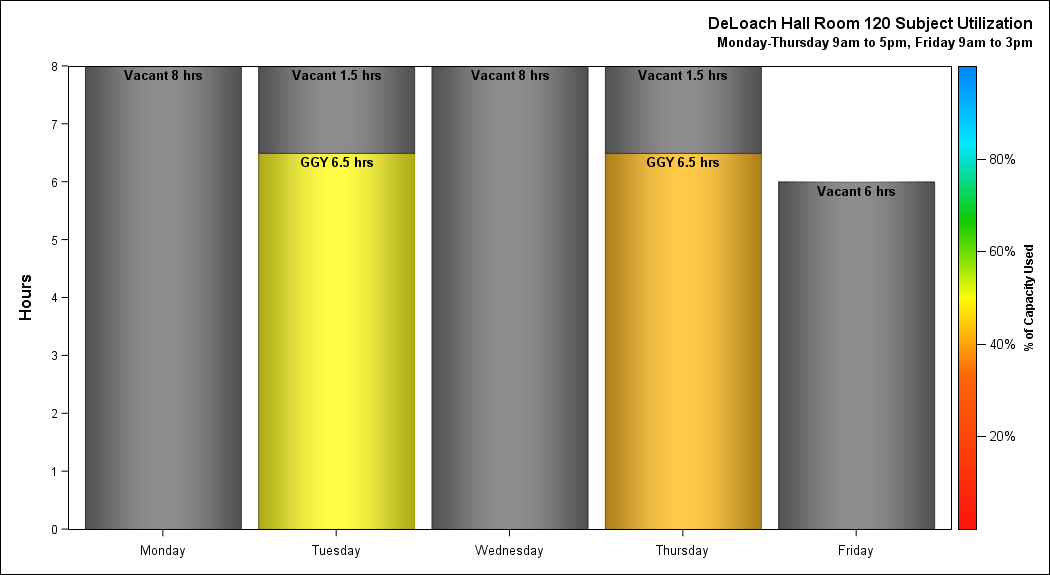 DeLoach Hall Room 120 Subject Utilization
Monday-Thursday 9am to 5pm, Friday 9am to 3pm
Hours
8
7
6
5
4
3
2
1
0
Vacant 8 hrs
Vacant 1.5 hrs
GGY 6.5 hrs
Vacant 8 hrs
Vacant 1.5 hrs
GGY 6.5 hrs
Vacant 6 hrs
Monday
Tuesday
Wednesday
Thursday
Friday
80%
60%
40%
20%
% of Capacity Used